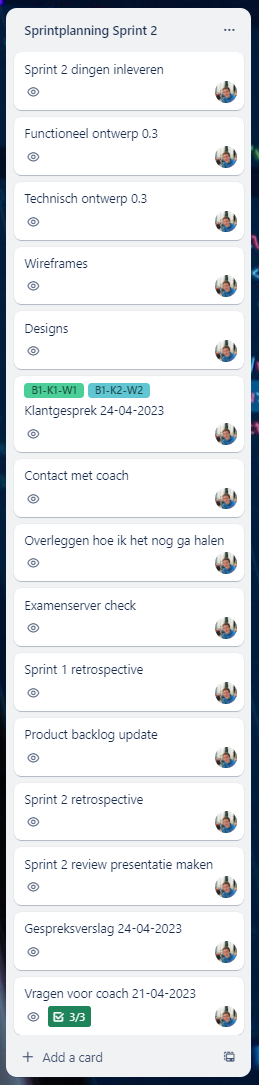 Sprintplanning Sprint 2
Sprint 2 dingen inleveren
Functioneel ontwerp 0.3
Technisch ontwerp 0.3
Wireframes
Designs
B1-K1-W1 B1-K2-W2
Klantgesprek 24-04-2023
Contact met coach
Overleggen hoe ik het nog ga halen
Examenserver check
Sprint 1 retrospective
Product backlog update
Sprint 2 retrospective
Sprint 2 review presentatie maken
Gespreksverslag 24-04-2023
Vragen voor coach 21-04-2023
3/3
Add a card